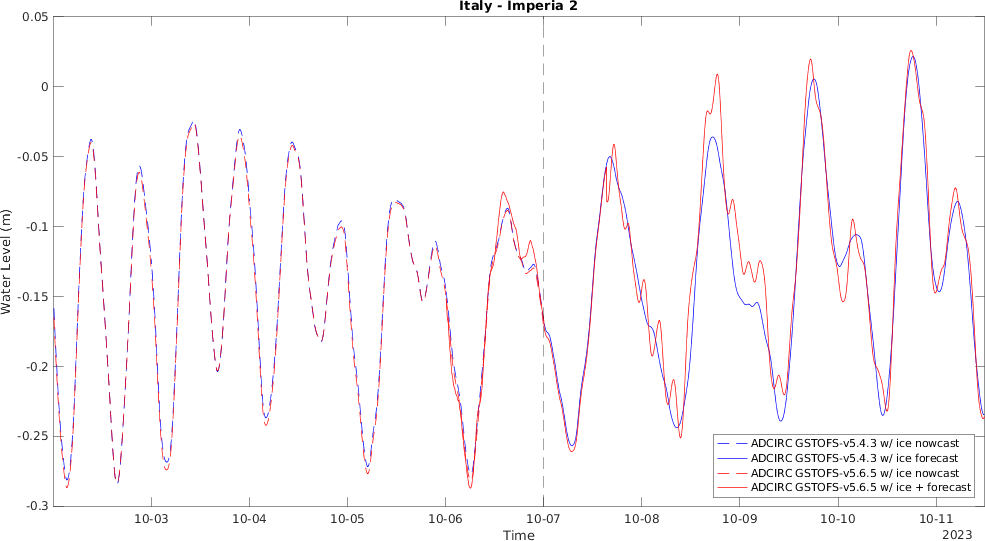 Italy - Imperia 2
Water Level (m)
0.05
0
-0.05
-0.1
-0.15
-0.2
-0.25
-0.3
10-03 10-04 10-05 10-06 10-07 10-08 10-09 10-10 10-11
Time
2023
ADCIRC GSTOFS-v5.4.3 w/ ice nowcast
ADCIRC GSTOFS-v5.4.3 w/ ice forecast
ADCIRC GSTOFS-v5.6.5 w/ ice nowcast
ADCIRC GSTOFS-v5.6.5 w/ ice + forecast